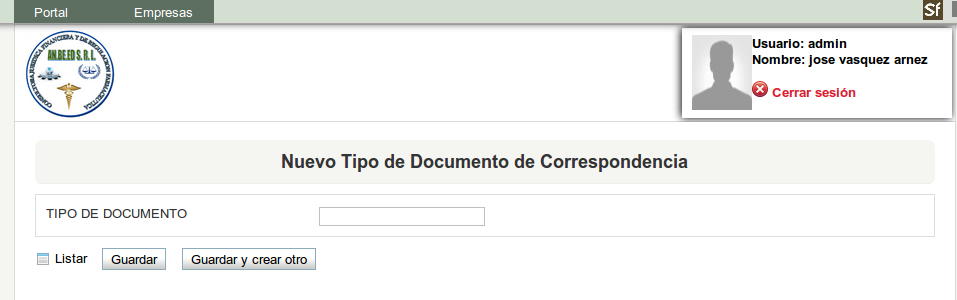 Portal Empresas
Sf
CONSULTORA JURIDICA FINANCIERA Y DE REGULACION FARMACEUTICA
AN.BE.ED S. R. L.
Usuario: admin
Nombre: jose vasquez arnez
Cerrar sesión
Nuevo Tipo de Documento de Correspondencia
TIPO DE DOCUMENTO
Listar Guardar Guardar y crear otro